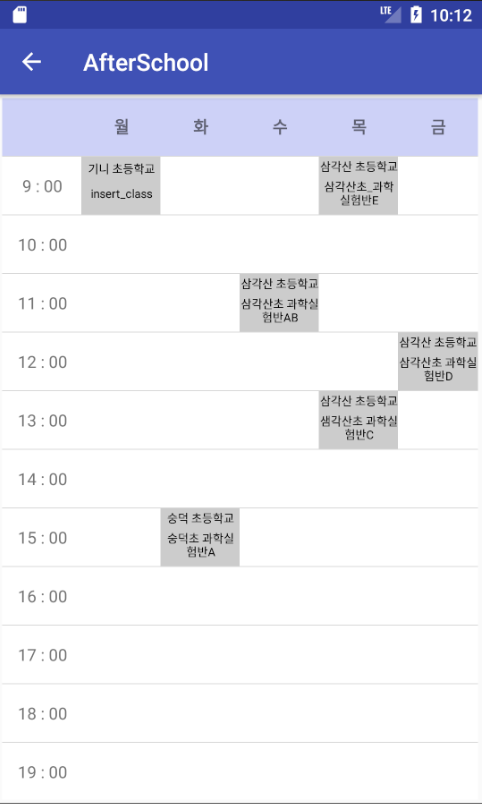 LTE 10:12
AfterSchool
월 화 수 목 금
9 : 00
기니 초등학교
insert_class
삼각산 초등학교
삼각산초_과학
실험반E
10 : 00
11 : 00
삼각산 초등학교
삼각산초 과학실
험반AB
12 : 00
삼각산 초등학교
삼각산초 과학실
험반D
13 : 00
삼각산 초등학교
샘각산초 과학실
험반C
14 : 00
15 : 00
숭덕 초등학교
숭덕초 과학실
험반A
16 : 00
17 : 00
18 : 00
19 : 00